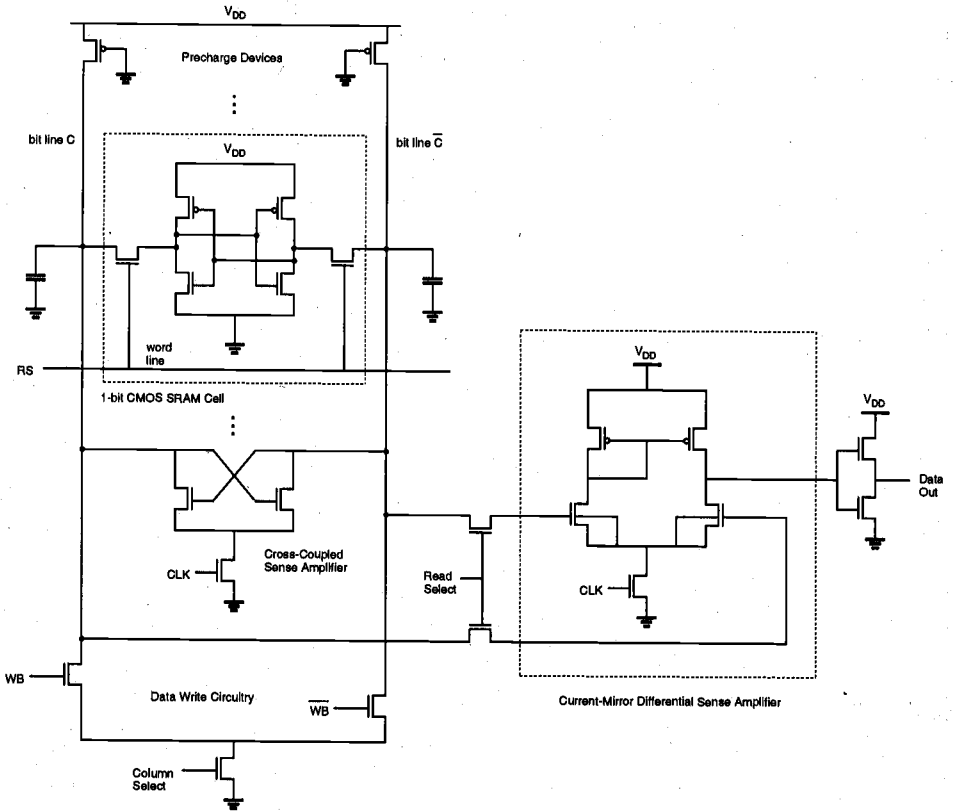 VDD
Precharge Devices
bit line C
bit line C̅
VDD
word
line
RS
1-bit CMOS SRAM Cell
VDD
VDD
Data
Out
Cross-Coupled
Sense Amplifier
CLK
Read
Select
CLK
WB
Data Write Circuitry
W̅B̅
Current-Mirror Differential Sense Amplifier
Column
Select